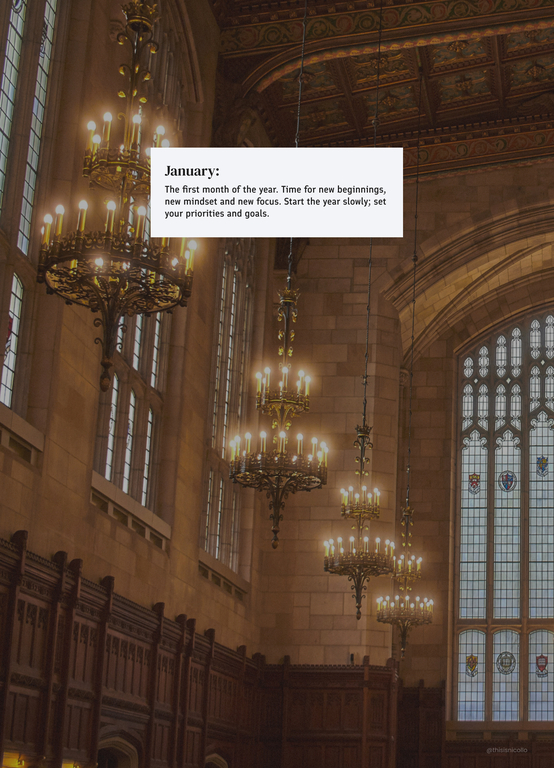 January:
The first month of the year. Time for new beginnings,
new mindset and new focus. Start the year slowly; set
your priorities and goals.